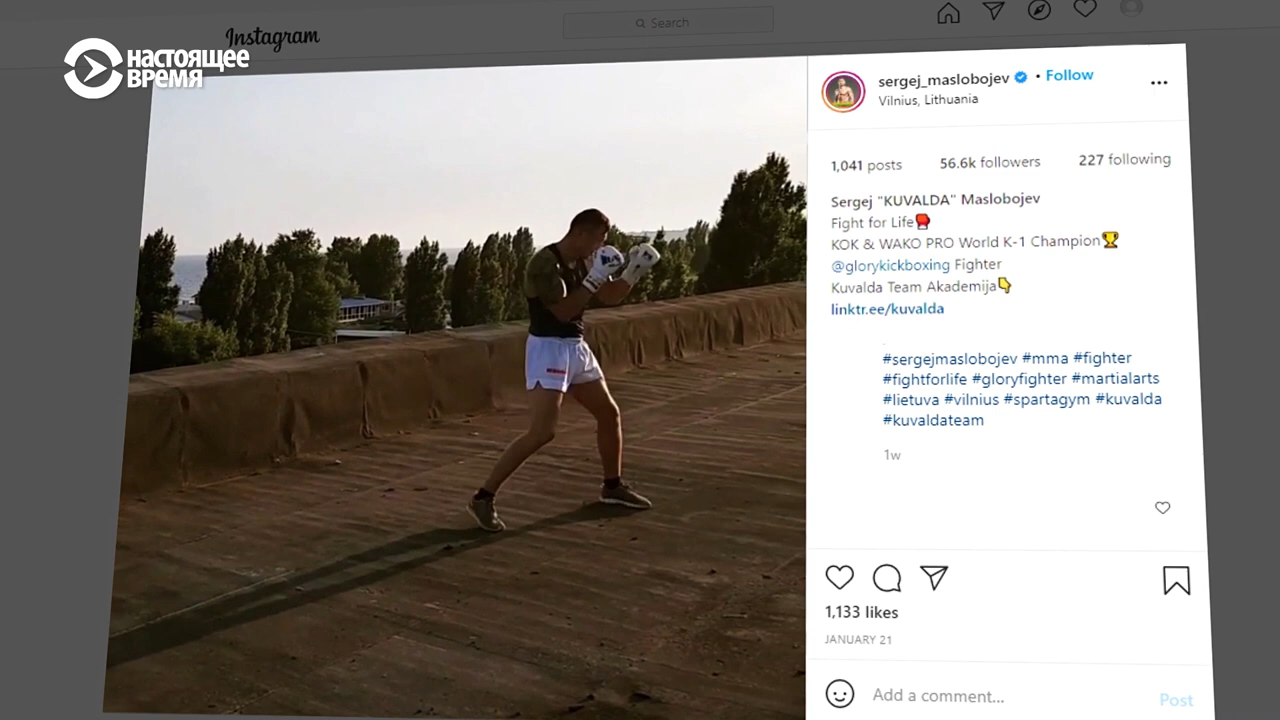 Instagram
Search
НАСТОЯЩЕЕ
ВРЕМЯ
sergej_maslobojev • Follow
Vilnius, Lithuania
1,041 posts 56.6k followers 227 following
Sergej "KUVALDA" Maslobojev
Fight for Life🥊
KOK & WAKO PRO World K-1 Champion🏆
@glorykickboxing Fighter
Kuvalda Team Akademija👇
linktr.ee/kuvalda
#sergejmaslobojev #mma #fighter
#fightforlife #gloryfighter #martialarts
#lietuva #vilnius #spartagym #kuvalda
#kuvaldateam
1w
1,133 likes
JANUARY 21
Add a comment... Post